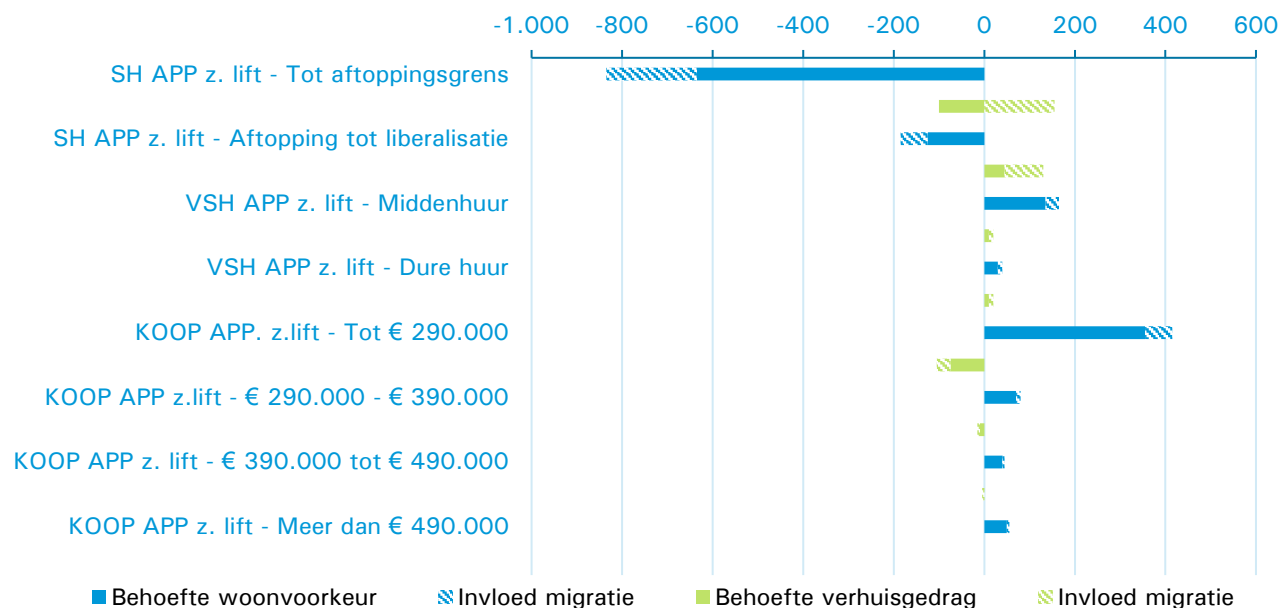 -1.000 -800 -600 -400 -200 0 200 400 600
SH APP z. lift - Tot aftoppingsgrens
SH APP z. lift - Aftopping tot liberalisatie
VSH APP z. lift - Middenhuur
VSH APP z. lift - Dure huur
KOOP APP. z.lift - Tot € 290.000
KOOP APP z.lift - € 290.000 - € 390.000
KOOP APP z. lift - € 390.000 tot € 490.000
KOOP APP z. lift - Meer dan € 490.000
Behoefte woonvoorkeur Invloed migratie Behoefte verhuisgedrag Invloed migratie